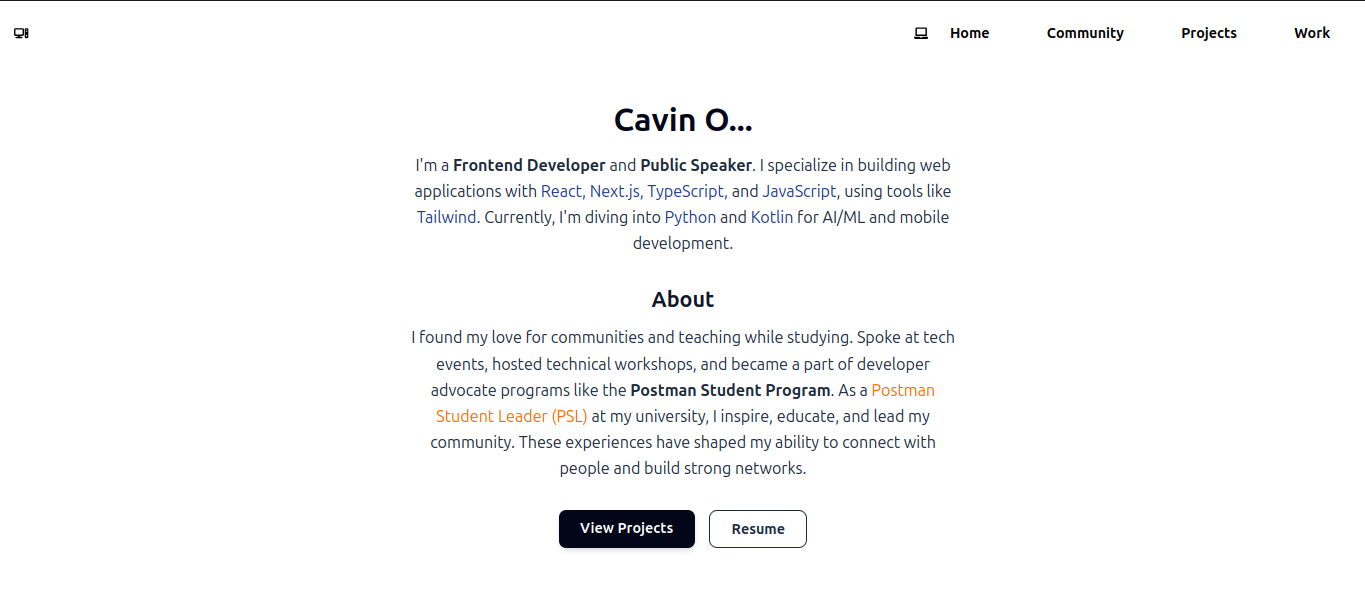 Home Community Projects Work
Cavin O...
I'm a Frontend Developer and Public Speaker. I specialize in building web
applications with React, Next.js, TypeScript, and JavaScript, using tools like
Tailwind. Currently, I'm diving into Python and Kotlin for AI/ML and mobile
development.
About
I found my love for communities and teaching while studying. Spoke at tech
events, hosted technical workshops, and became a part of developer
advocate programs like the Postman Student Program. As a Postman
Student Leader (PSL) at my university, I inspire, educate, and lead my
community. These experiences have shaped my ability to connect with
people and build strong networks.
View Projects Resume